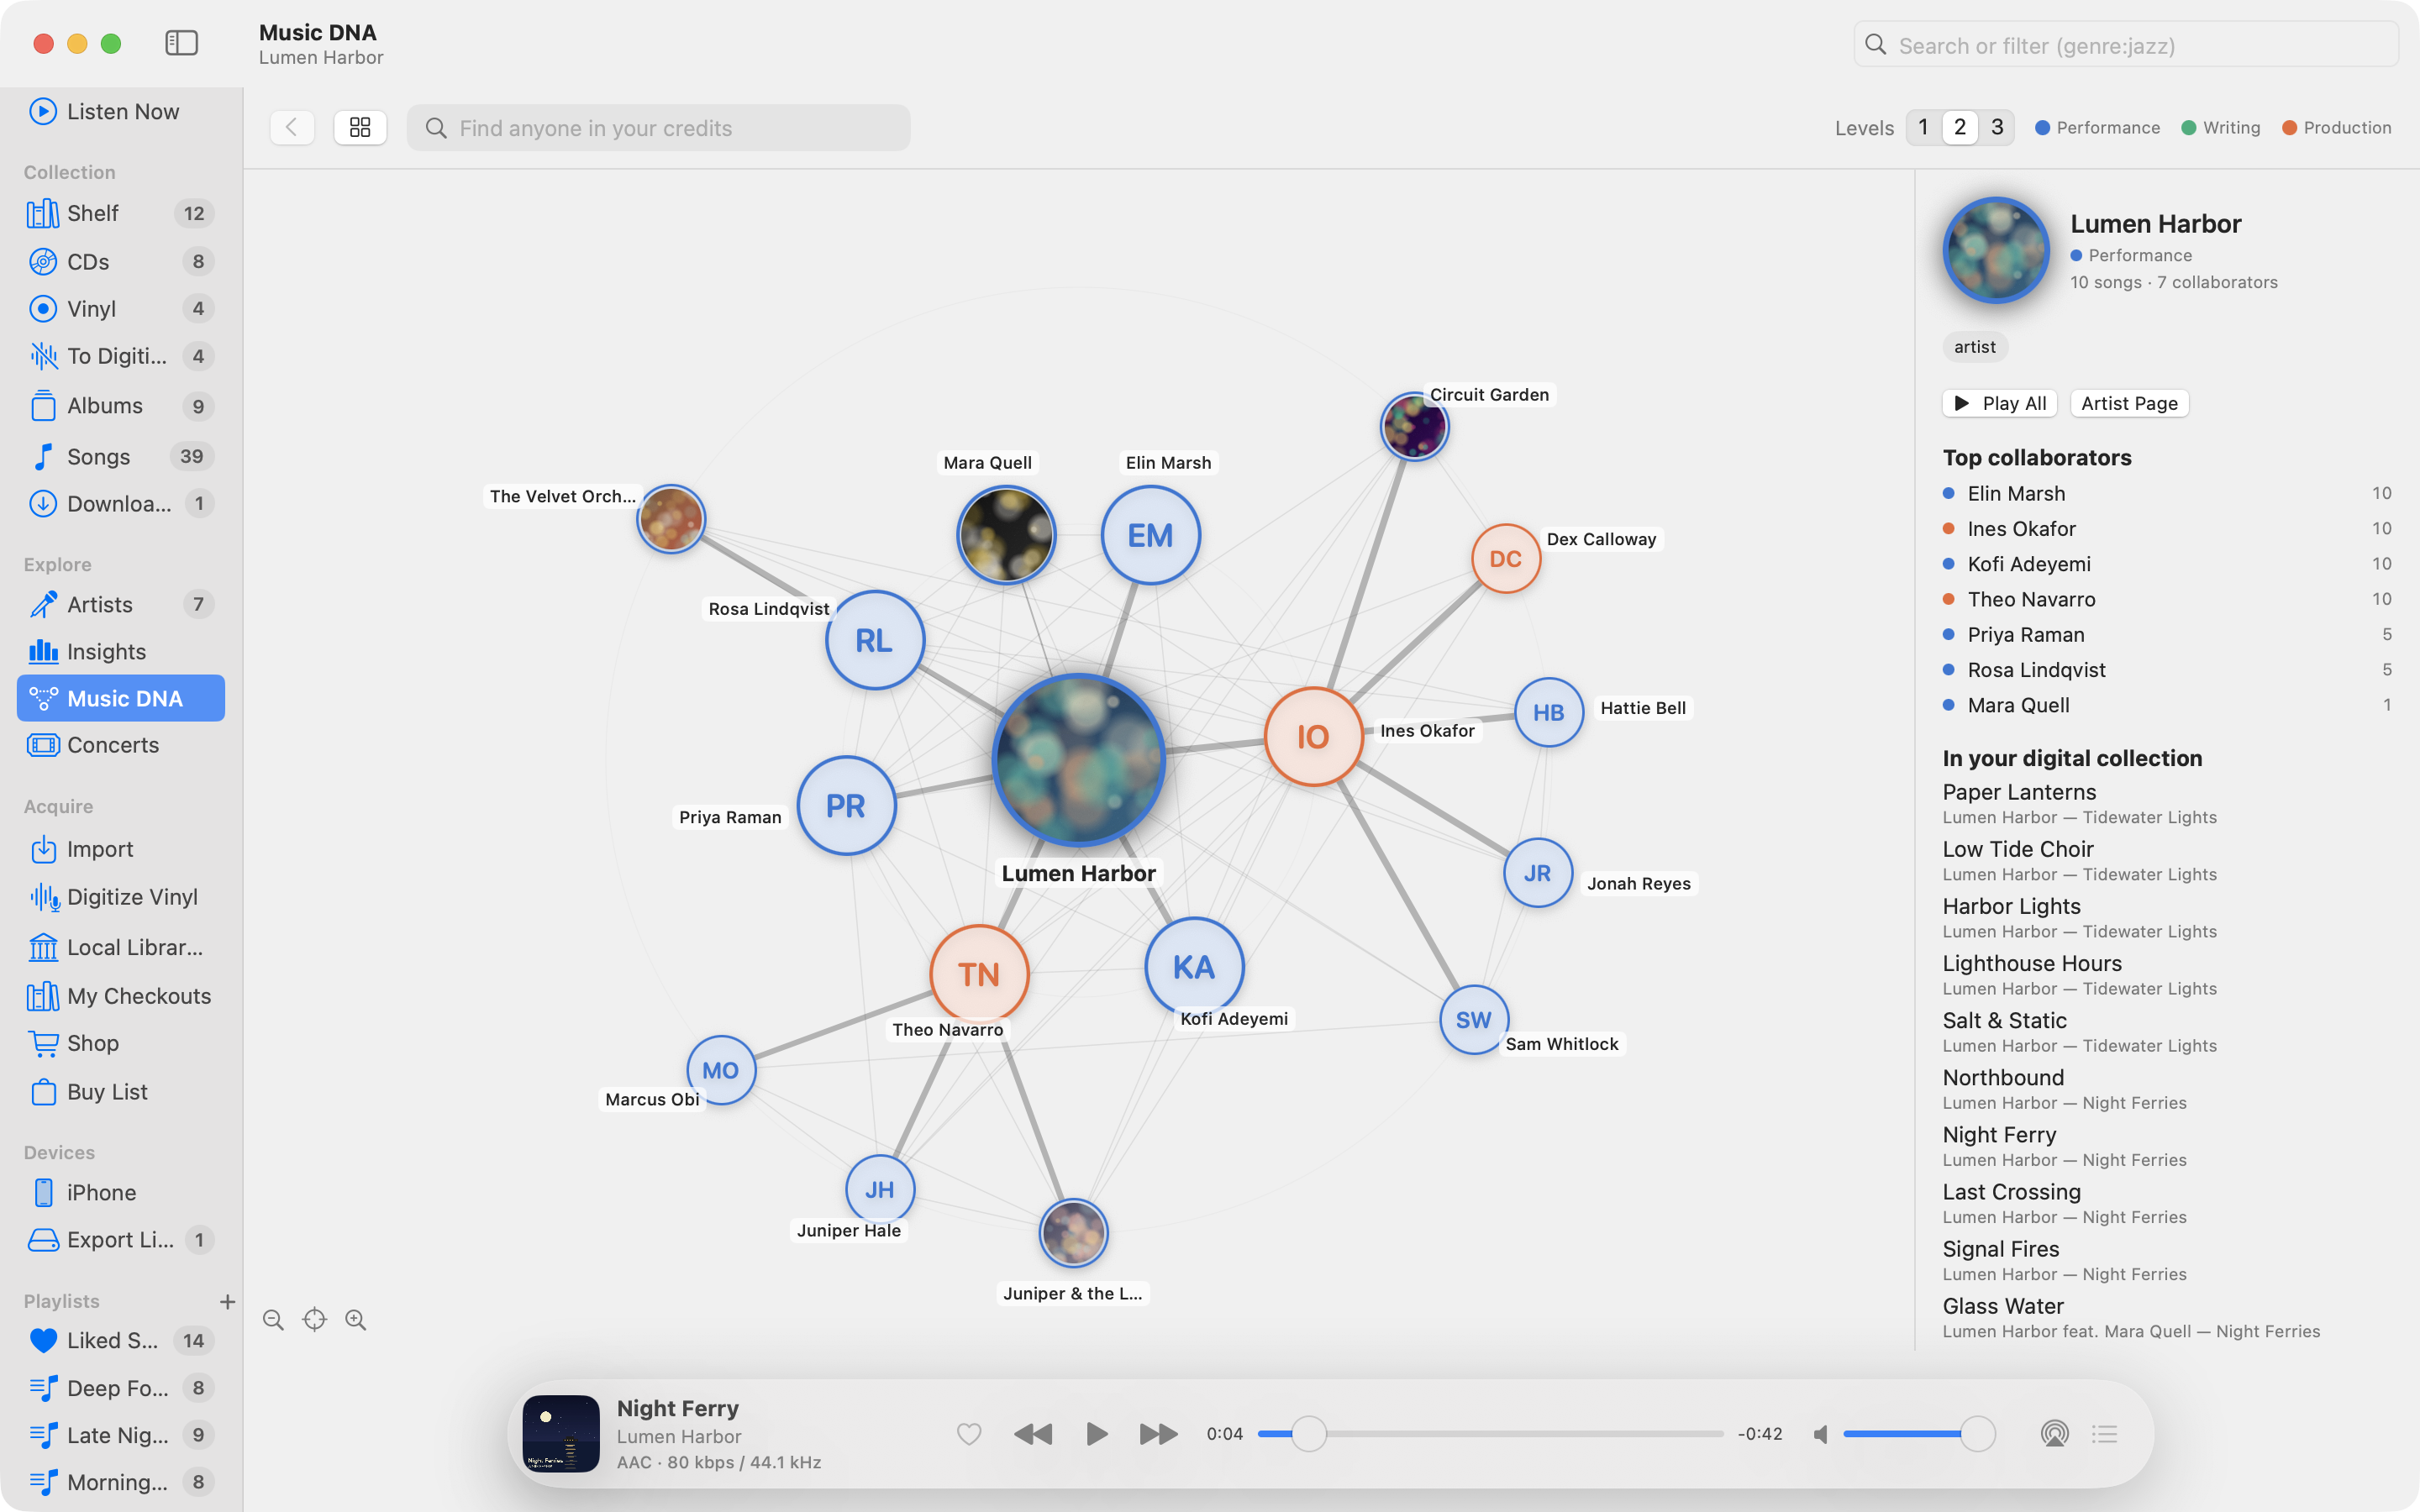 Music DNA
Lumen Harbor
Search or filter (genre:jazz)
Listen Now
Collection
Shelf 12
CDs 8
Vinyl 4
To Digiti... 4
Albums 9
Songs 39
Downloa... 1
Explore
Artists 7
Insights
Music DNA
Concerts
Acquire
Import
Digitize Vinyl
Local Librar...
My Checkouts
Shop
Buy List
Devices
iPhone
Export Li... 1
Playlists +
Liked S... 14
Deep Fo... 8
Late Nig... 9
Morning... 8
Find anyone in your credits
Levels 1 2 3 Performance Writing Production
Circuit Garden
Mara Quell
Elin Marsh
The Velvet Orch...
EM
Dex Calloway
DC
Rosa Lindqvist
RL
Hattie Bell
HB
Ines Okafor
IO
PR
Priya Raman
Lumen Harbor
JR
Jonah Reyes
TN
KA
Kofi Adeyemi
Theo Navarro
SW
Sam Whitlock
MO
Marcus Obi
JH
Juniper Hale
Juniper & the L...
Lumen Harbor
Performance
10 songs · 7 collaborators
artist
Play All Artist Page
Top collaborators
Elin Marsh 10
Ines Okafor 10
Kofi Adeyemi 10
Theo Navarro 10
Priya Raman 5
Rosa Lindqvist 5
Mara Quell 1
In your digital collection
Paper Lanterns
Lumen Harbor — Tidewater Lights
Low Tide Choir
Lumen Harbor — Tidewater Lights
Harbor Lights
Lumen Harbor — Tidewater Lights
Lighthouse Hours
Lumen Harbor — Tidewater Lights
Salt & Static
Lumen Harbor — Tidewater Lights
Northbound
Lumen Harbor — Night Ferries
Night Ferry
Lumen Harbor — Night Ferries
Last Crossing
Lumen Harbor — Night Ferries
Signal Fires
Lumen Harbor — Night Ferries
Glass Water
Lumen Harbor feat. Mara Quell — Night Ferries
Night Ferries
Night Ferry
Lumen Harbor
AAC · 80 kbps / 44.1 kHz
0:04 -0:42